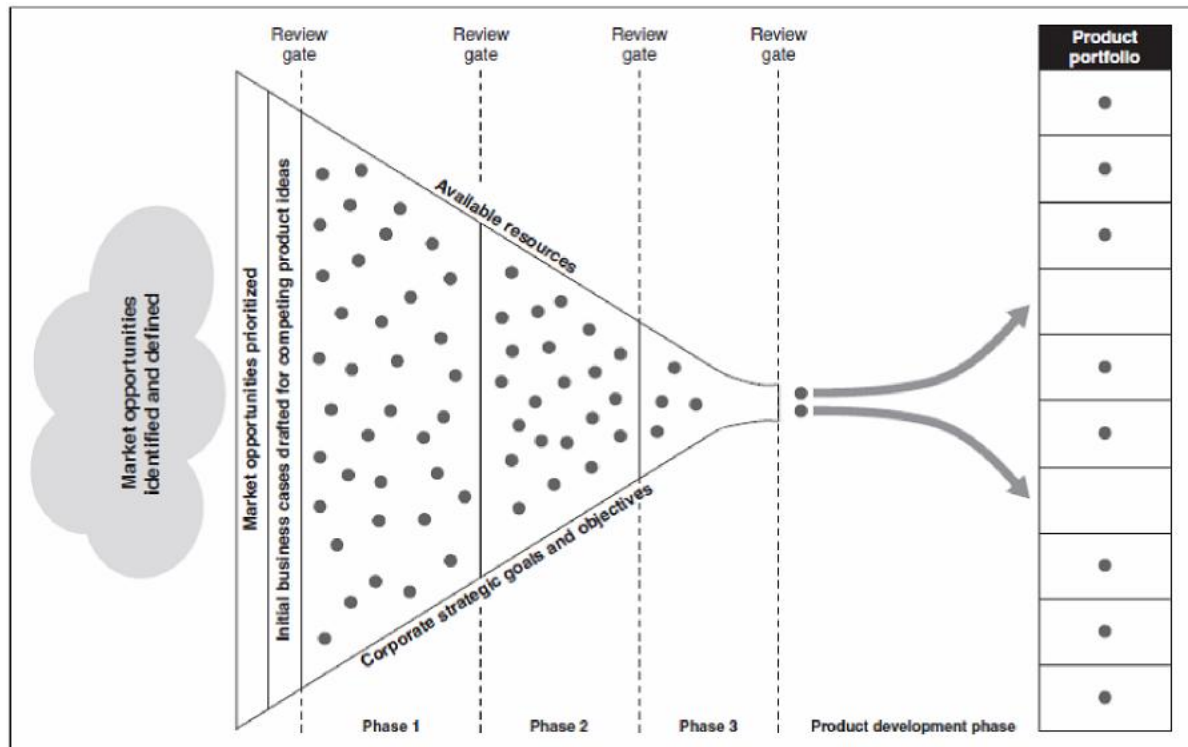 Review
gate
Review
gate
Review
gate
Review
gate
Product
portfolio
Market opportunities
identified and defined
Market opportunities prioritized
Initial business cases drafted for competing product ideas
Available resources
Corporate strategic goals and objectives
Phase 1
Phase 2
Phase 3
Product development phase